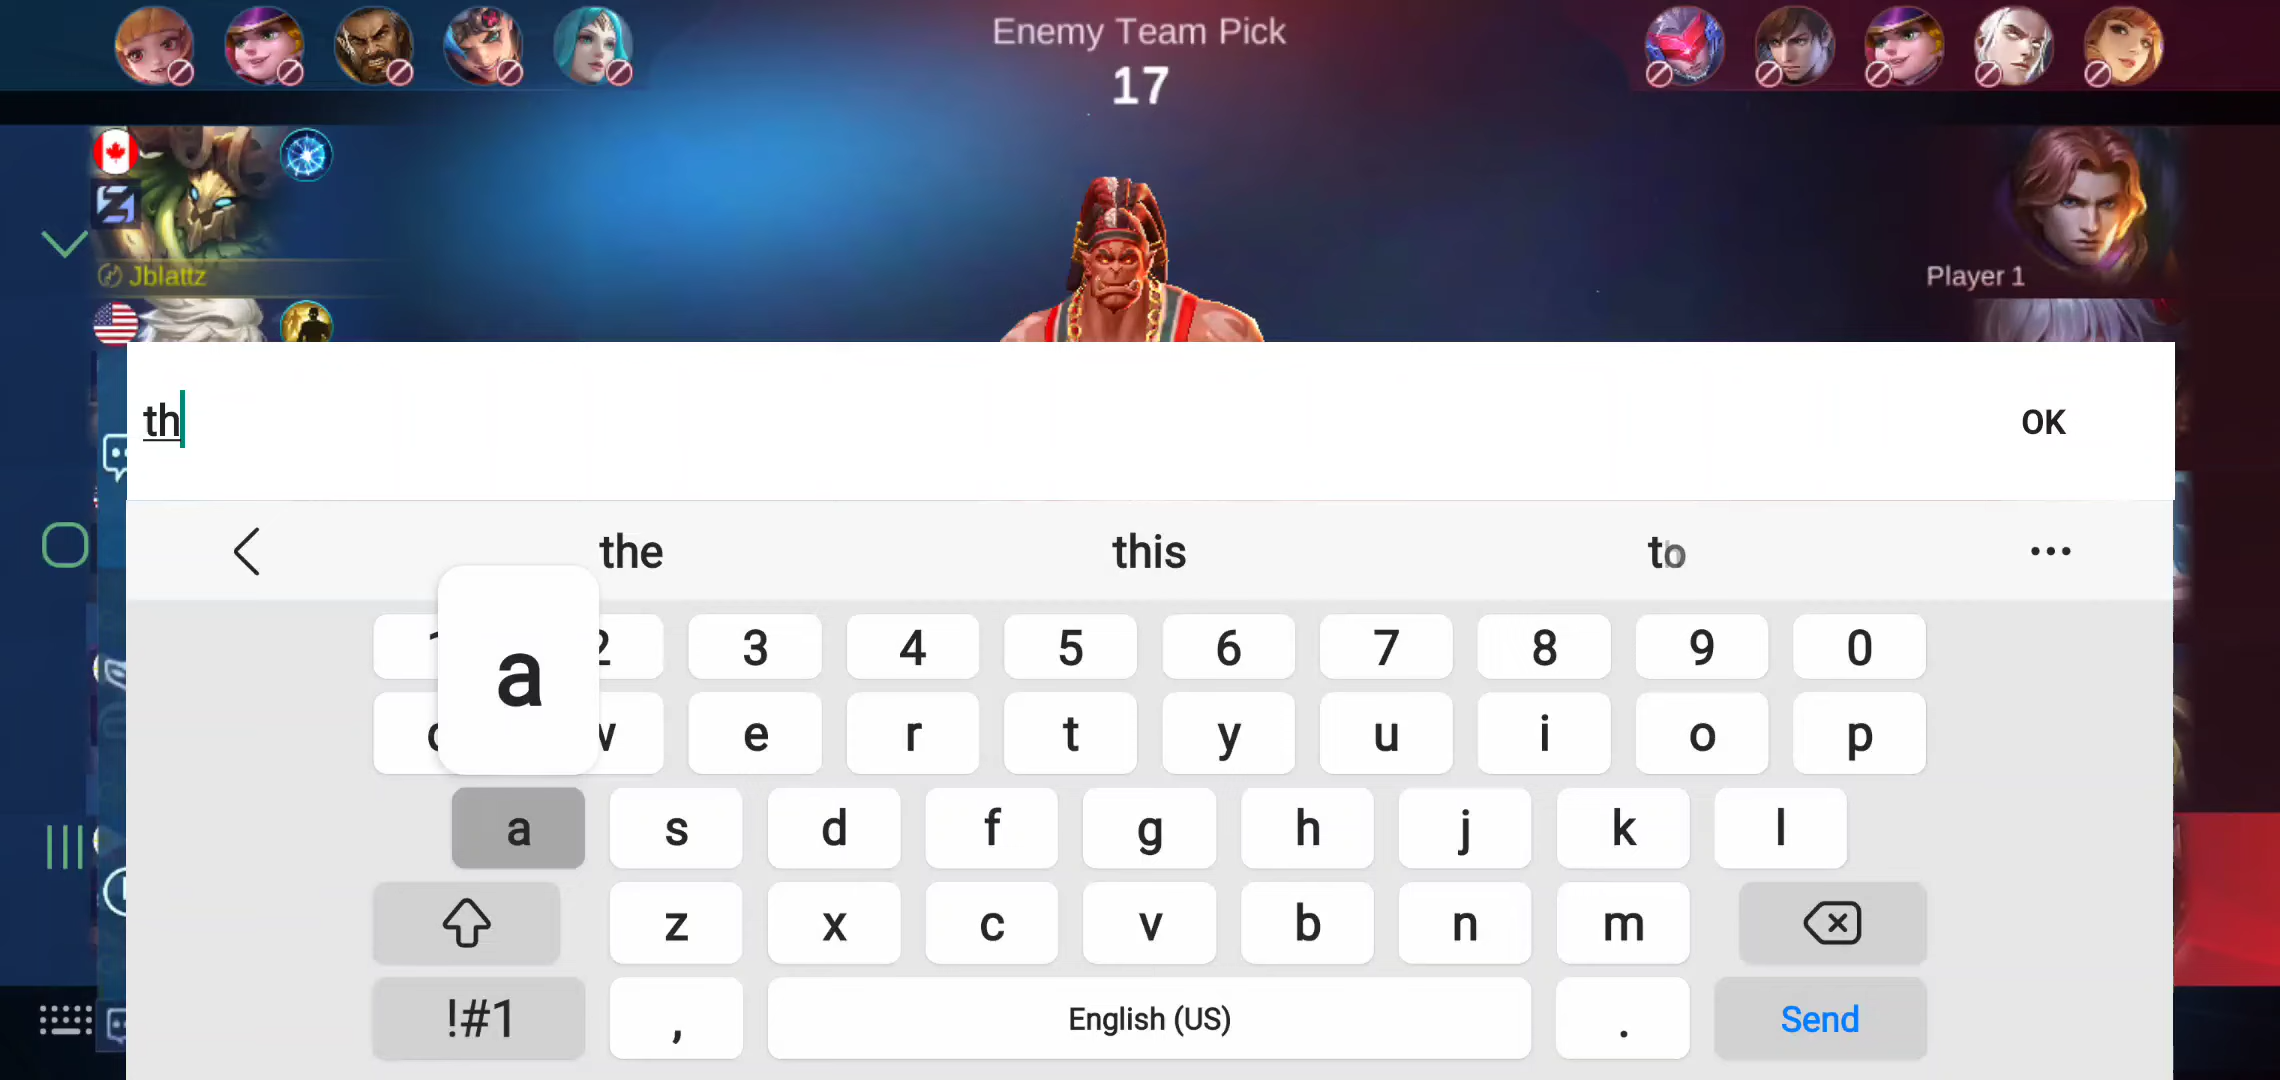 Enemy Team Pick
17
Jblattz
Player 1
th
OK
the this to
3 4 5 6 7 8 9 0
e r t y u i o p
a
a s d f g h j k l
z x c v b n m
!#1 , English (US) . Send